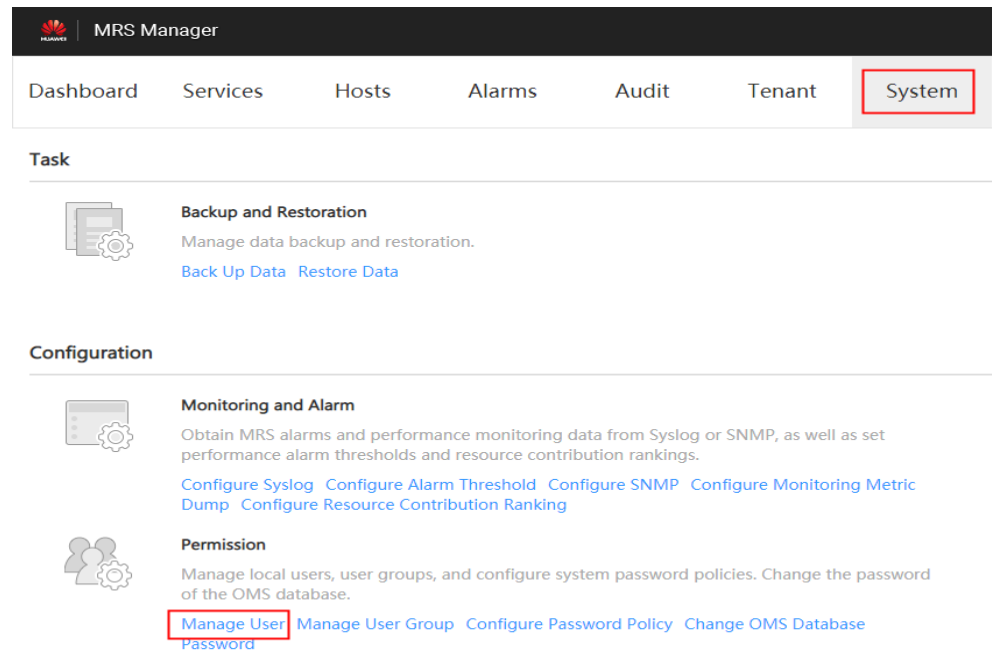 HUAWEI
MRS Manager
Dashboard Services Hosts Alarms Audit Tenant System
Task
Backup and Restoration
Manage data backup and restoration.
Back Up Data Restore Data
Configuration
Monitoring and Alarm
Obtain MRS alarms and performance monitoring data from Syslog or SNMP, as well as set
performance alarm thresholds and resource contribution rankings.
Configure Syslog Configure Alarm Threshold Configure SNMP Configure Monitoring Metric
Dump Configure Resource Contribution Ranking
Permission
Manage local users, user groups, and configure system password policies. Change the password
of the OMS database.
Manage User Manage User Group Configure Password Policy Change OMS Database
Password